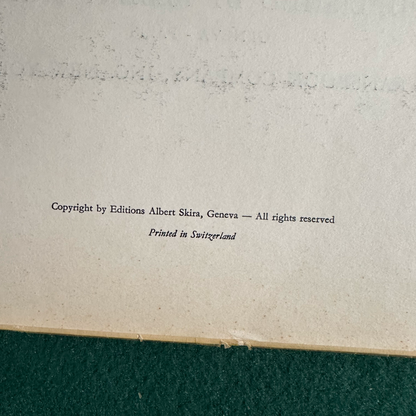 Copyright by Editions Albert Skira, Geneva — All rights reserved
Printed in Switzerland